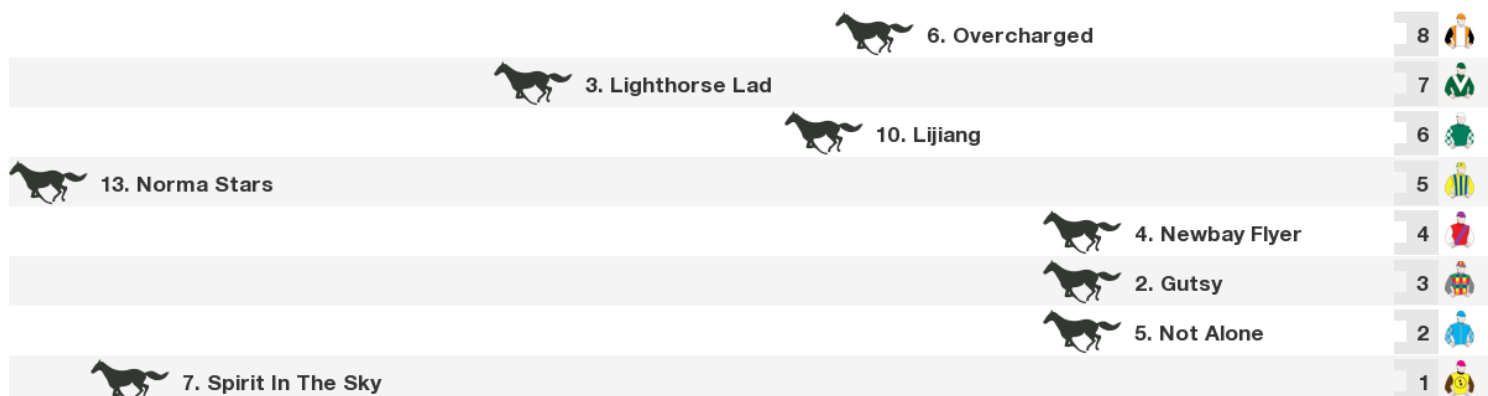 6. Overcharged 8
3. Lighthorse Lad 7
10. Lijiang 6
13. Norma Stars 5
4. Newbay Flyer 4
2. Gutsy 3
5. Not Alone 2
7. Spirit In The Sky 1